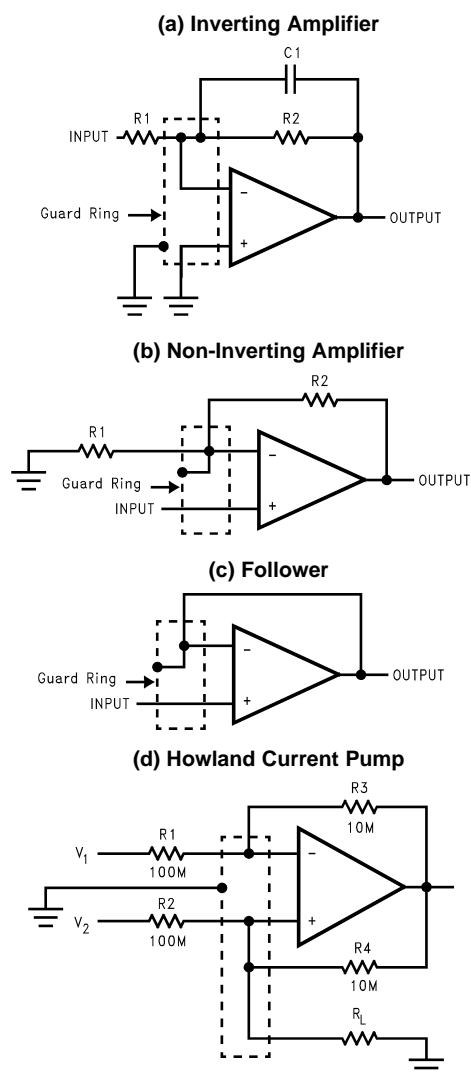 (a) Inverting Amplifier
C1
R1
R2
INPUT
−
Guard Ring
OUTPUT
+
(b) Non-Inverting Amplifier
R2
R1
−
Guard Ring
OUTPUT
INPUT
+
(c) Follower
−
Guard Ring
OUTPUT
INPUT
+
(d) Howland Current Pump
R3
10M
R1
V1
100M
−
R2
V2
100M
+
R4
10M
RL